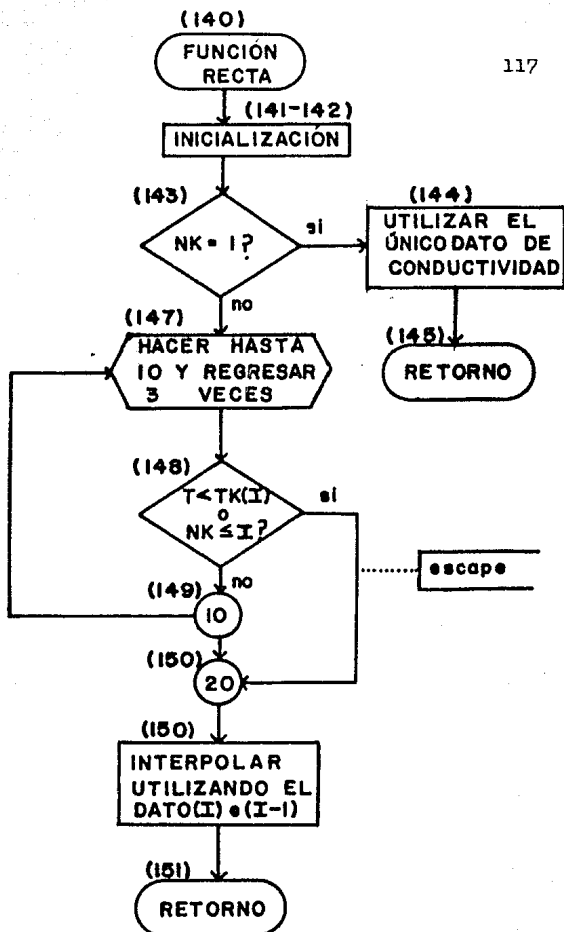 (140)
FUNCIÓN
RECTA
117
(141-142)
INICIALIZACIÓN
(143)
NK = 1?
si
(144)
UTILIZAR EL
ÚNICO DATO DE
CONDUCTIVIDAD
no
(147)
HACER HASTA
10 Y REGRESAR
3 VECES
(145)
RETORNO
(148)
T<TK(I)
o
NK ≤ I?
si
escape
no
(149)
10
(150)
20
(150)
INTERPOLAR
UTILIZANDO EL
DATO(I) e (I-1)
(151)
RETORNO